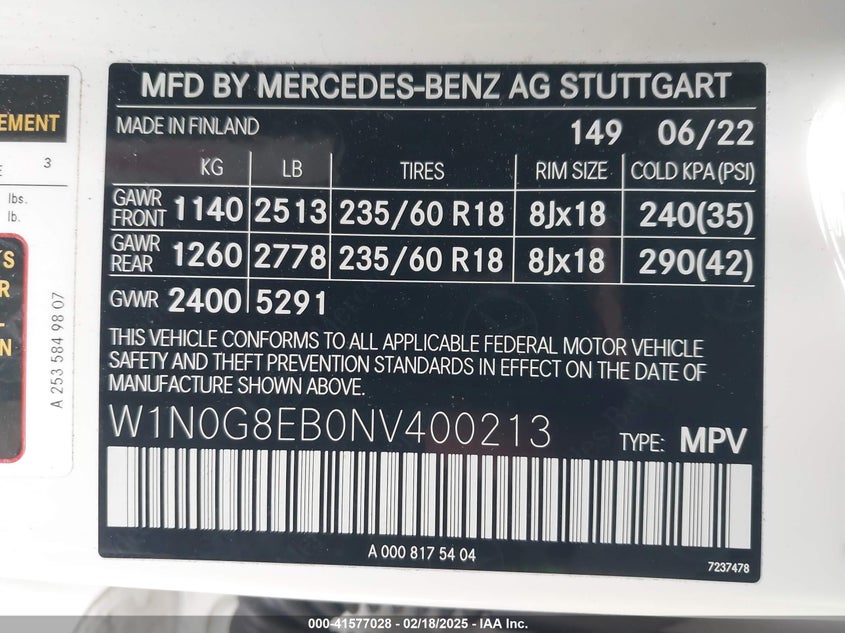 EMENT
E 3
lbs.
lb.
KS
R
L-
N
A 253 584 98 07
MFD BY MERCEDES-BENZ AG STUTTGART
MADE IN FINLAND 149 06/22
KG LB TIRES RIM SIZE COLD KPA (PSI)
GAWR FRONT 1140 2513 235/60 R18 8Jx18 240(35)
GAWR REAR 1260 2778 235/60 R18 8Jx18 290(42)
GVWR 2400 5291
THIS VEHICLE CONFORMS TO ALL APPLICABLE FEDERAL MOTOR VEHICLE
SAFETY AND THEFT PREVENTION STANDARDS IN EFFECT ON THE DATE OF
MANUFACTURE SHOWN ABOVE.
W1N0G8EB0NV400213 TYPE: MPV
A 000 817 54 04
7237478
000-41577028 - 02/18/2025 - IAA Inc.